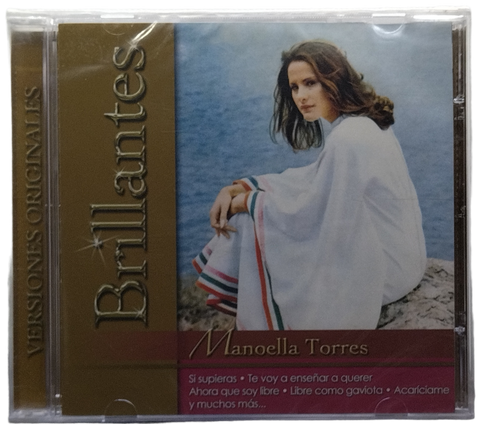 VERSIONES ORIGINALES
Brillantes
Manoella Torres
Si supieras • Te voy a enseñar a querer
Ahora que soy libre • Libre como gaviota • Acaríciame
y muchos más...